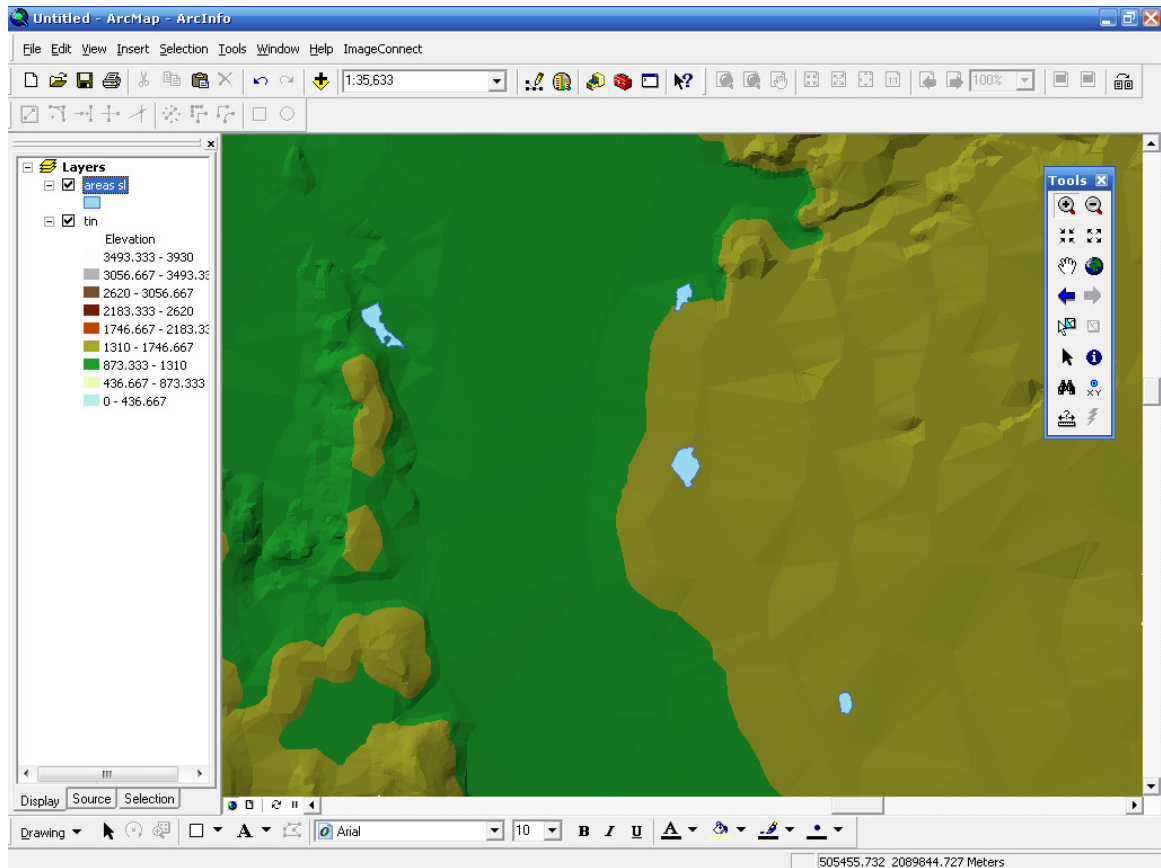 Untitled - ArcMap - ArcInfo
File Edit View Insert Selection Tools Window Help ImageConnect
1:35,633
100%
1:1
Layers
areas sl
tin
Elevation
3493.333 - 3930
3056.667 - 3493.33
2620 - 3056.667
2183.333 - 2620
1746.667 - 2183.33
1310 - 1746.667
873.333 - 1310
436.667 - 873.333
0 - 436.667
Tools
XY
Display Source Selection
Drawing A Arial 10 B I U A
505455.732 2089844.727 Meters